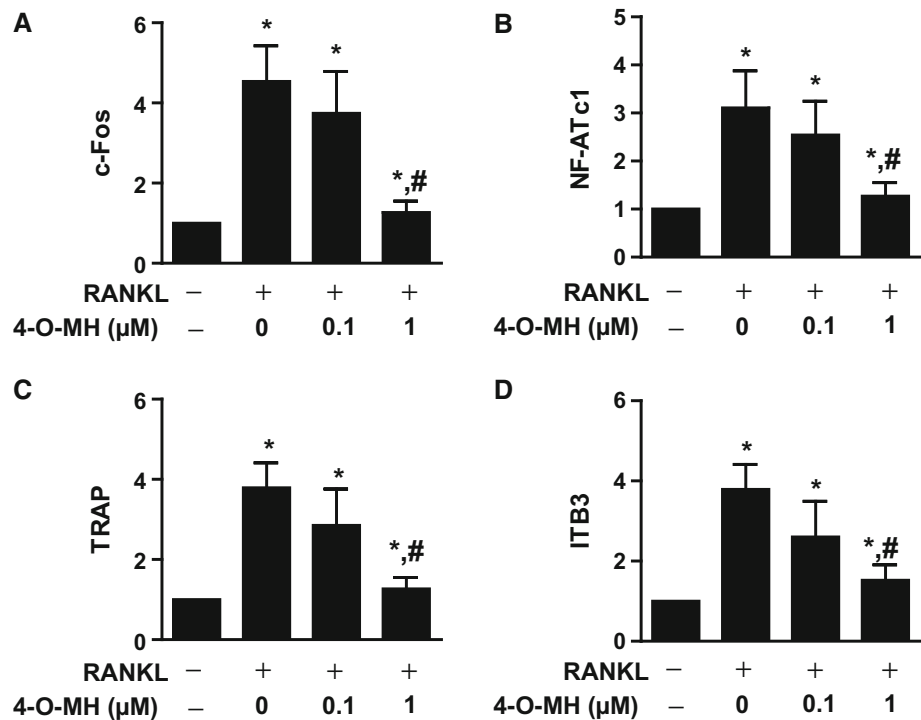 A
c-Fos
6
4
2
0
*
*
*,#
RANKL – + + +
4-O-MH (μM) – 0 0.1 1
B
NF-ATc1
5
4
3
2
1
0
*
*
*,#
RANKL – + + +
4-O-MH (μM) – 0 0.1 1
C
TRAP
6
4
2
0
*
*
*,#
RANKL – + + +
4-O-MH (μM) – 0 0.1 1
D
ITB3
6
4
2
0
*
*
*,#
RANKL – + + +
4-O-MH (μM) – 0 0.1 1